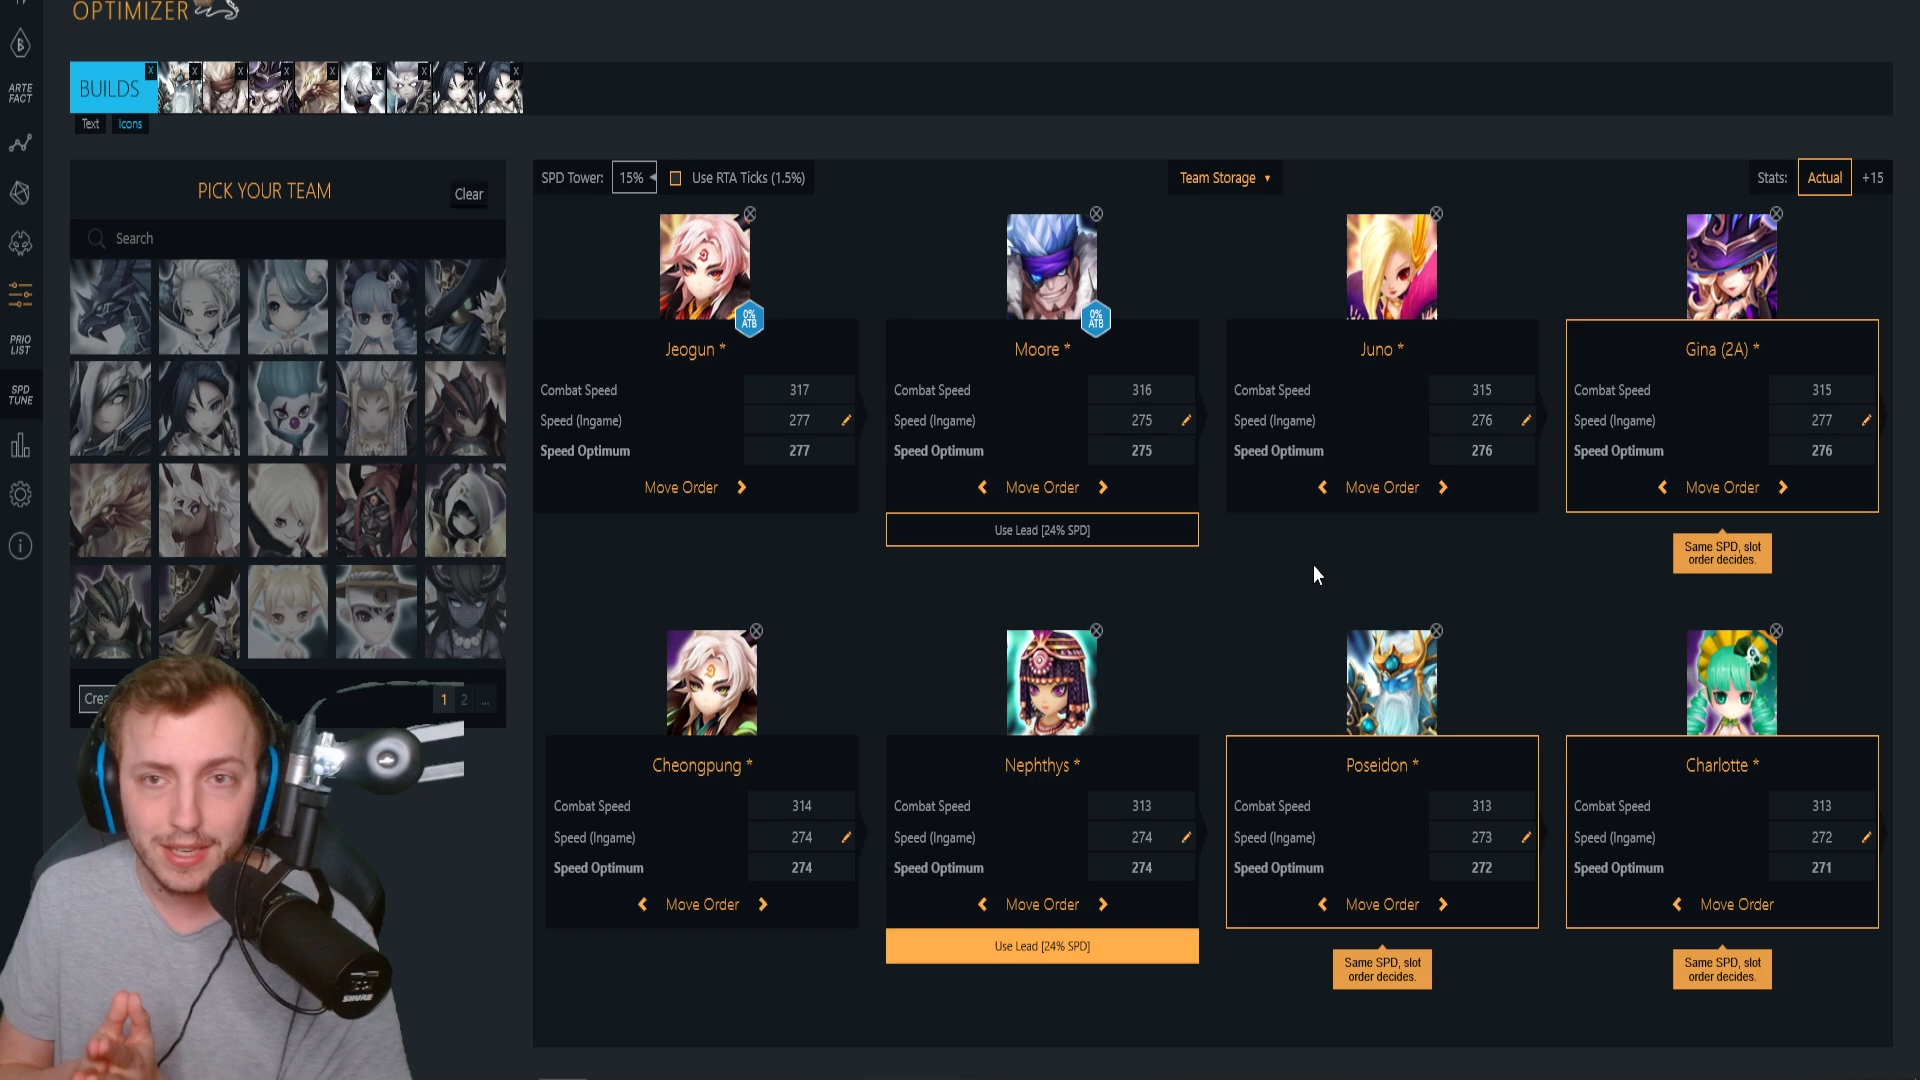 OPTIMIZER
ARTE
FACT
PRIO
LIST
SPD
TUNE
BUILDS
X X X X X X X X X
Text Icons
PICK YOUR TEAM Clear
Search
1 2 ...
SPD Tower: 15% Use RTA Ticks (1.5%) Team Storage Stats: Actual +15
0%
ATB
0%
ATB
Jeogun *
Combat Speed 317
Speed (Ingame) 277
Speed Optimum 277
Move Order
Moore *
Combat Speed 316
Speed (Ingame) 275
Speed Optimum 275
Move Order
Use Lead [24% SPD]
Juno *
Combat Speed 315
Speed (Ingame) 276
Speed Optimum 276
Move Order
Gina (2A) *
Combat Speed 315
Speed (Ingame) 277
Speed Optimum 276
Move Order
Same SPD, slot
order decides.
Cheongpung *
Combat Speed 314
Speed (Ingame) 274
Speed Optimum 274
Move Order
Nephthys *
Combat Speed 313
Speed (Ingame) 274
Speed Optimum 274
Move Order
Use Lead [24% SPD]
Poseidon *
Combat Speed 313
Speed (Ingame) 273
Speed Optimum 272
Move Order
Same SPD, slot
order decides.
Charlotte *
Combat Speed 313
Speed (Ingame) 272
Speed Optimum 271
Move Order
Same SPD, slot
order decides.
SHURE